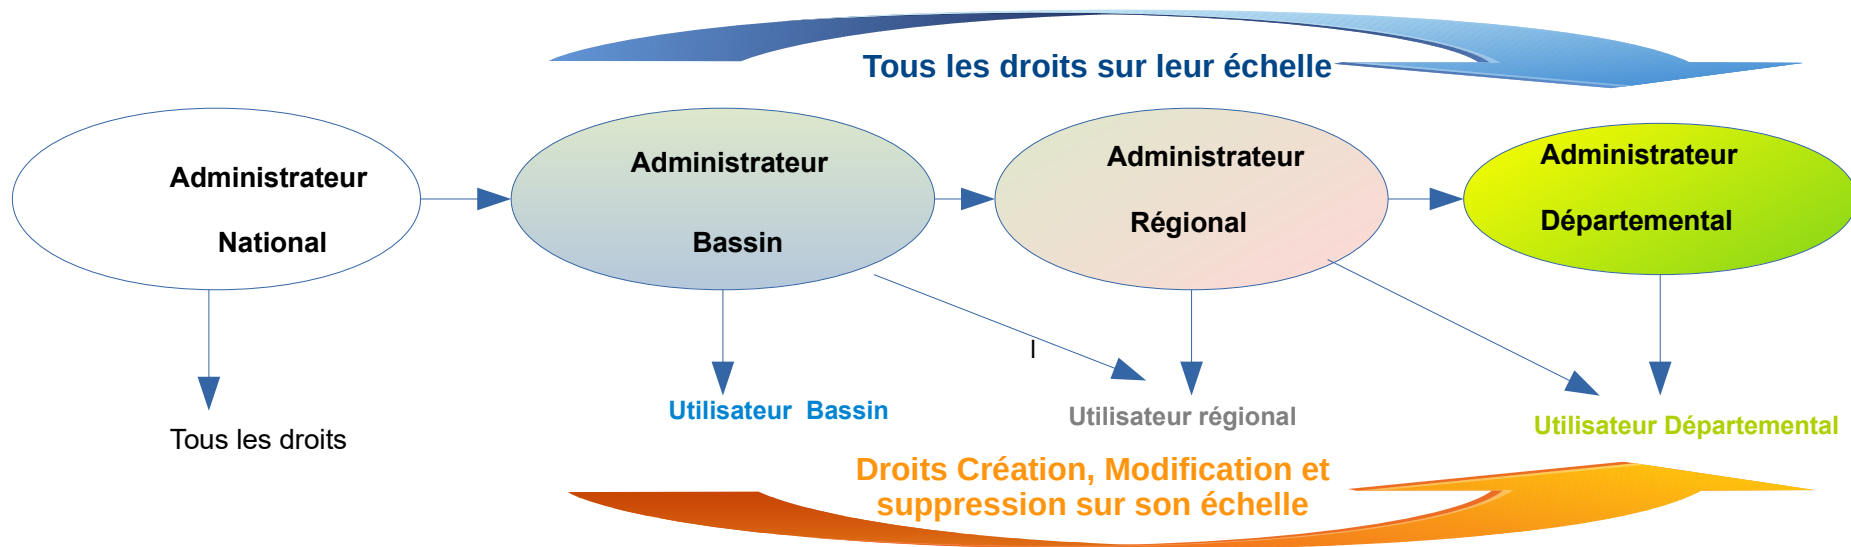 Tous les droits sur leur échelle
Administrateur
National
Administrateur
Bassin
Administrateur
Régional
Administrateur
Départemental
l
Tous les droits
Utilisateur  Bassin
Utilisateur régional
Utilisateur Départemental
Droits Création, Modification et
suppression sur son échelle